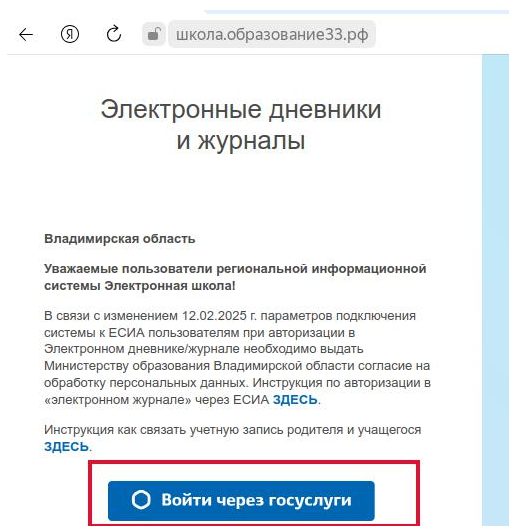 Я школа.образование33.рф
Электронные дневники
и журналы
Владимирская область
Уважаемые пользователи региональной информационной
системы Электронная школа!
В связи с изменением 12.02.2025 г. параметров подключения
системы к ЕСИА пользователям при авторизации в
Электронном дневнике/журнале необходимо выдать
Министерству образования Владимирской области согласие на
обработку персональных данных. Инструкция по авторизации в
«электронном журнале» через ЕСИА ЗДЕСЬ.
Инструкция как связать учетную запись родителя и учащегося
ЗДЕСЬ.
Войти через госуслуги